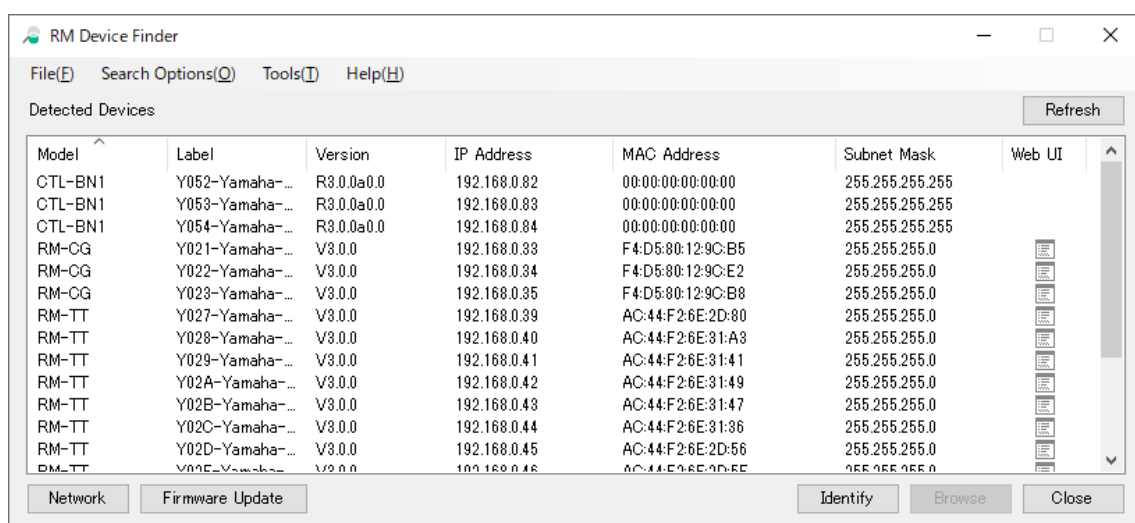 RM Device Finder
File(F) Search Options(O) Tools(T) Help(H)
Detected Devices Refresh
Model Label Version IP Address MAC Address Subnet Mask Web UI
CTL-BN1 Y052-Yamaha-... R3.0.0a0.0 192.168.0.82 00:00:00:00:00:00 255.255.255.255
CTL-BN1 Y053-Yamaha-... R3.0.0a0.0 192.168.0.83 00:00:00:00:00:00 255.255.255.255
CTL-BN1 Y054-Yamaha-... R3.0.0a0.0 192.168.0.84 00:00:00:00:00:00 255.255.255.255
RM-CG Y021-Yamaha-... V3.0.0 192.168.0.33 F4:D5:80:12:9C:B5 255.255.255.0
RM-CG Y022-Yamaha-... V3.0.0 192.168.0.34 F4:D5:80:12:9C:E2 255.255.255.0
RM-CG Y023-Yamaha-... V3.0.0 192.168.0.35 F4:D5:80:12:9C:B8 255.255.255.0
RM-TT Y027-Yamaha-... V3.0.0 192.168.0.39 AC:44:F2:6E:2D:80 255.255.255.0
RM-TT Y028-Yamaha-... V3.0.0 192.168.0.40 AC:44:F2:6E:31:A3 255.255.255.0
RM-TT Y029-Yamaha-... V3.0.0 192.168.0.41 AC:44:F2:6E:31:41 255.255.255.0
RM-TT Y02A-Yamaha-... V3.0.0 192.168.0.42 AC:44:F2:6E:31:49 255.255.255.0
RM-TT Y02B-Yamaha-... V3.0.0 192.168.0.43 AC:44:F2:6E:31:47 255.255.255.0
RM-TT Y02C-Yamaha-... V3.0.0 192.168.0.44 AC:44:F2:6E:31:36 255.255.255.0
RM-TT Y02D-Yamaha-... V3.0.0 192.168.0.45 AC:44:F2:6E:2D:56 255.255.255.0
RM-TT V3.0.0 192.168.0.46 255.255.255.0
Network Firmware Update Identify Browse Close